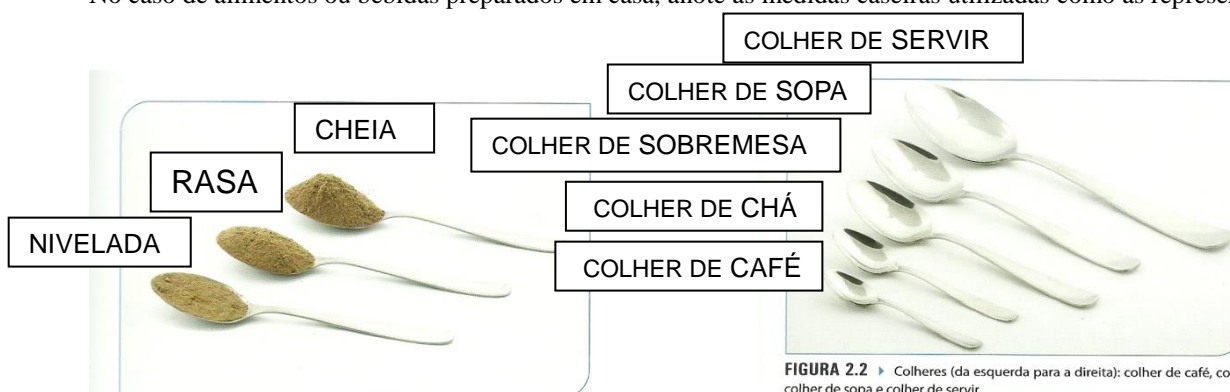 No caso de alimentos ou bebidas preparados em casa, anote as medidas caseiras utilizadas como as
COLHER DE SERVIR
COLHER DE SOPA
CHEIA
COLHER DE SOBREMESA
RASA
COLHER DE CHÁ
NIVELADA
COLHER DE CAFÉ
FIGURA 2.2 Colheres (da esquerda para a direita): colher de café,
colher de sopa e colher de servir